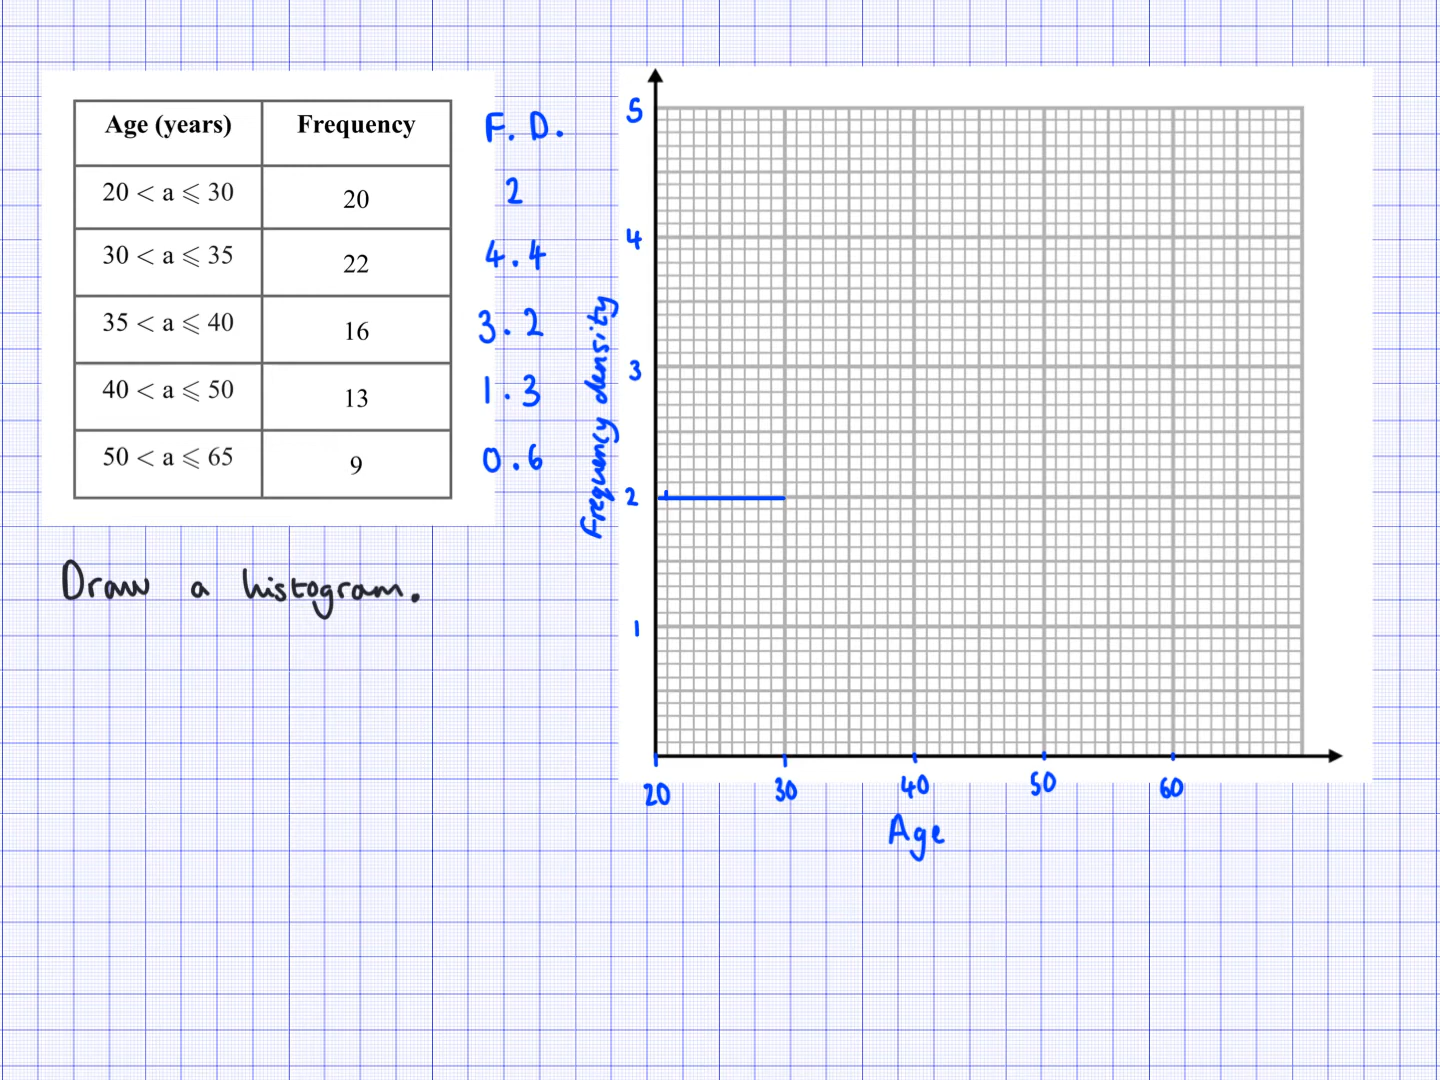 Age (years) Frequency F. D.
20 < a ⩽ 30 20 2
30 < a ⩽ 35 22 4.4
35 < a ⩽ 40 16 3.2
40 < a ⩽ 50 13 1.3
50 < a ⩽ 65 9 0.6
Draw a histogram.
Frequency density
5
4
3
2
1
20 30 40 50 60
Age